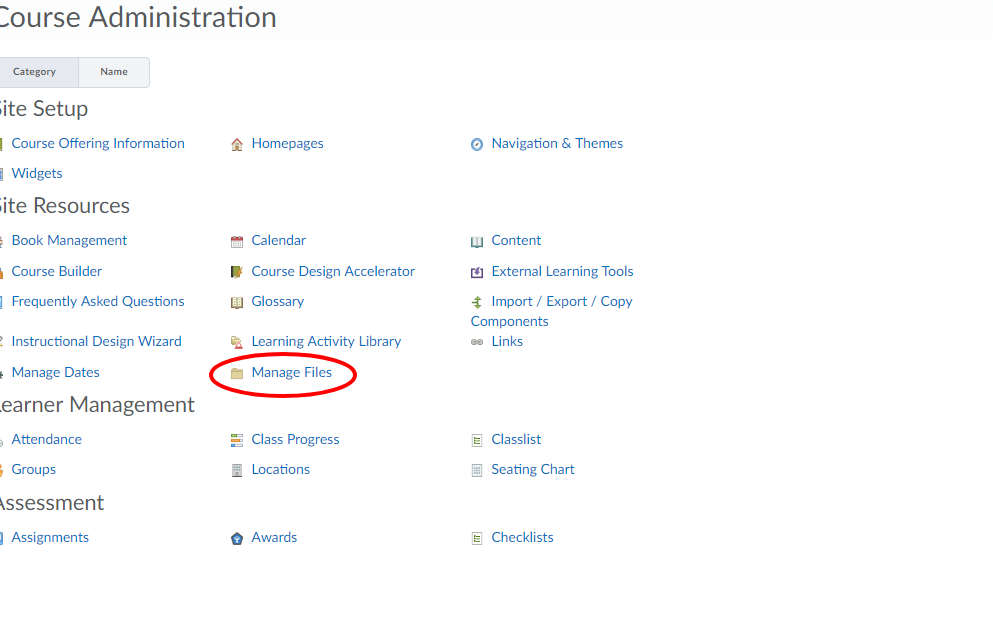 Course Administration
Category Name
Site Setup
Course Offering Information Homepages Navigation & Themes
Widgets
Site Resources
Book Management Calendar Content
Course Builder Course Design Accelerator External Learning Tools
Frequently Asked Questions Glossary Import / Export / Copy
Components
Instructional Design Wizard Learning Activity Library Links
Manage Dates Manage Files
Learner Management
Attendance Class Progress Classlist
Groups Locations Seating Chart
Assessment
Assignments Awards Checklists